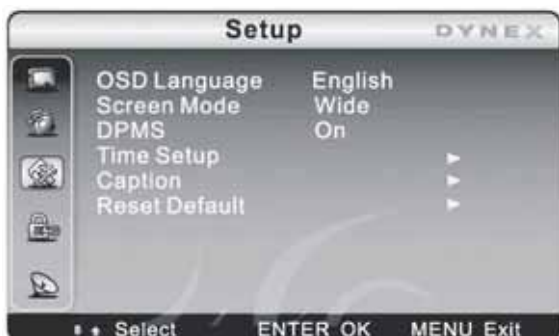 Setup DYNEX
OSD Language English
Screen Mode Wide
DPMS On
Time Setup
Caption
Reset Default
Select ENTER OK MENU Exit